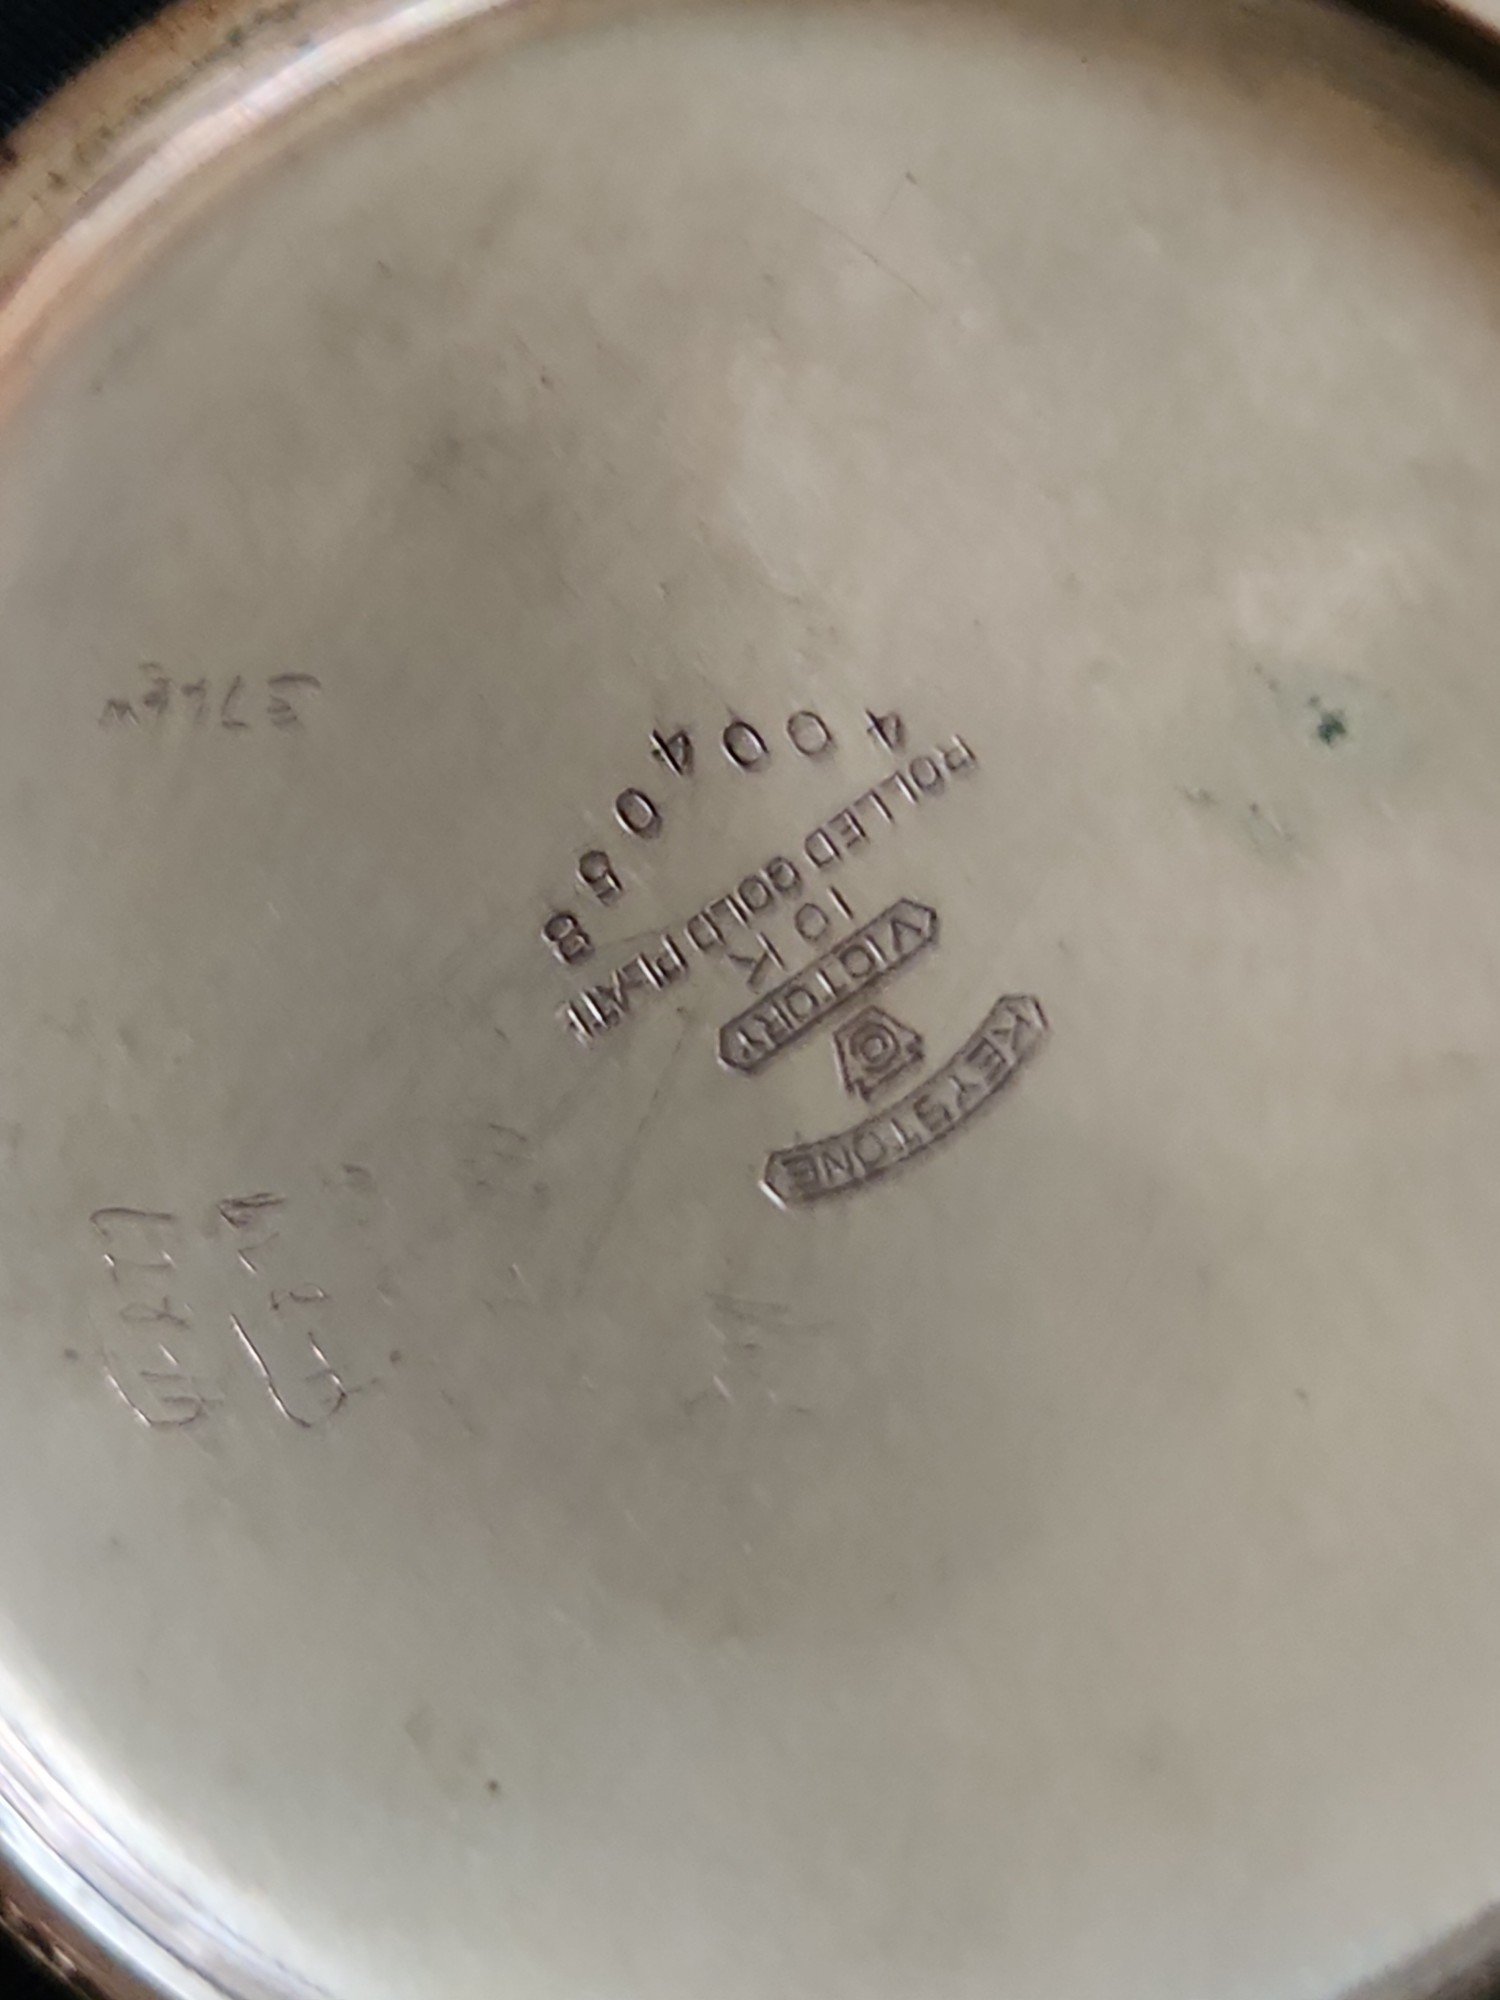 KEYSTONE
VICTORY
10 K
ROLLED GOLD PLATE
4004058